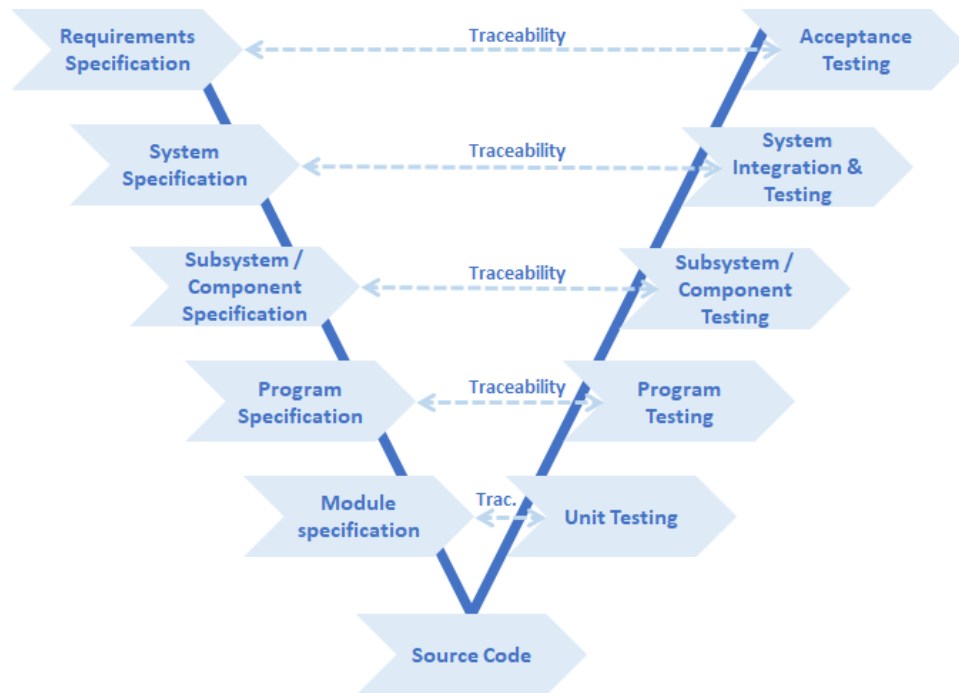 Requirements
Specification
Traceability
Acceptance
Testing
System
Specification
Traceability
System
Integration &
Testing
Subsystem /
Component
Specification
Traceability
Subsystem /
Component
Testing
Program
Specification
Traceability
Program
Testing
Module
specification
Trac.
Unit Testing
Source Code